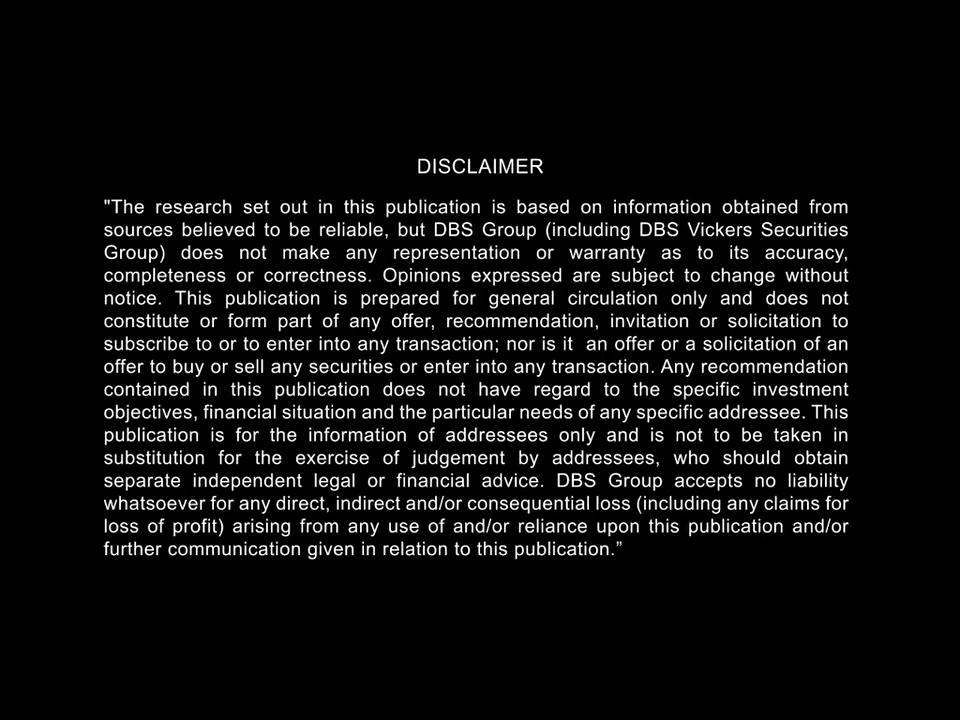 DISCLAIMER
"The research set out in this publication is based on information obtained from
sources believed to be reliable, but DBS Group (including DBS Vickers Securities
Group) does not make any representation or warranty as to its accuracy,
completeness or correctness. Opinions expressed are subject to change without
notice. This publication is prepared for general circulation only and does not
constitute or form part of any offer, recommendation, invitation or solicitation to
subscribe to or to enter into any transaction; nor is it  an offer or a solicitation of an
offer to buy or sell any securities or enter into any transaction. Any recommendation
contained in this publication does not have regard to the specific investment
objectives, financial situation and the particular needs of any specific addressee. This
publication is for the information of addressees only and is not to be taken in
substitution for the exercise of judgement by addressees, who should obtain
separate independent legal or financial advice. DBS Group accepts no liability
whatsoever for any direct, indirect and/or consequential loss (including any claims for
loss of profit) arising from any use of and/or reliance upon this publication and/or
further communication given in relation to this publication.”